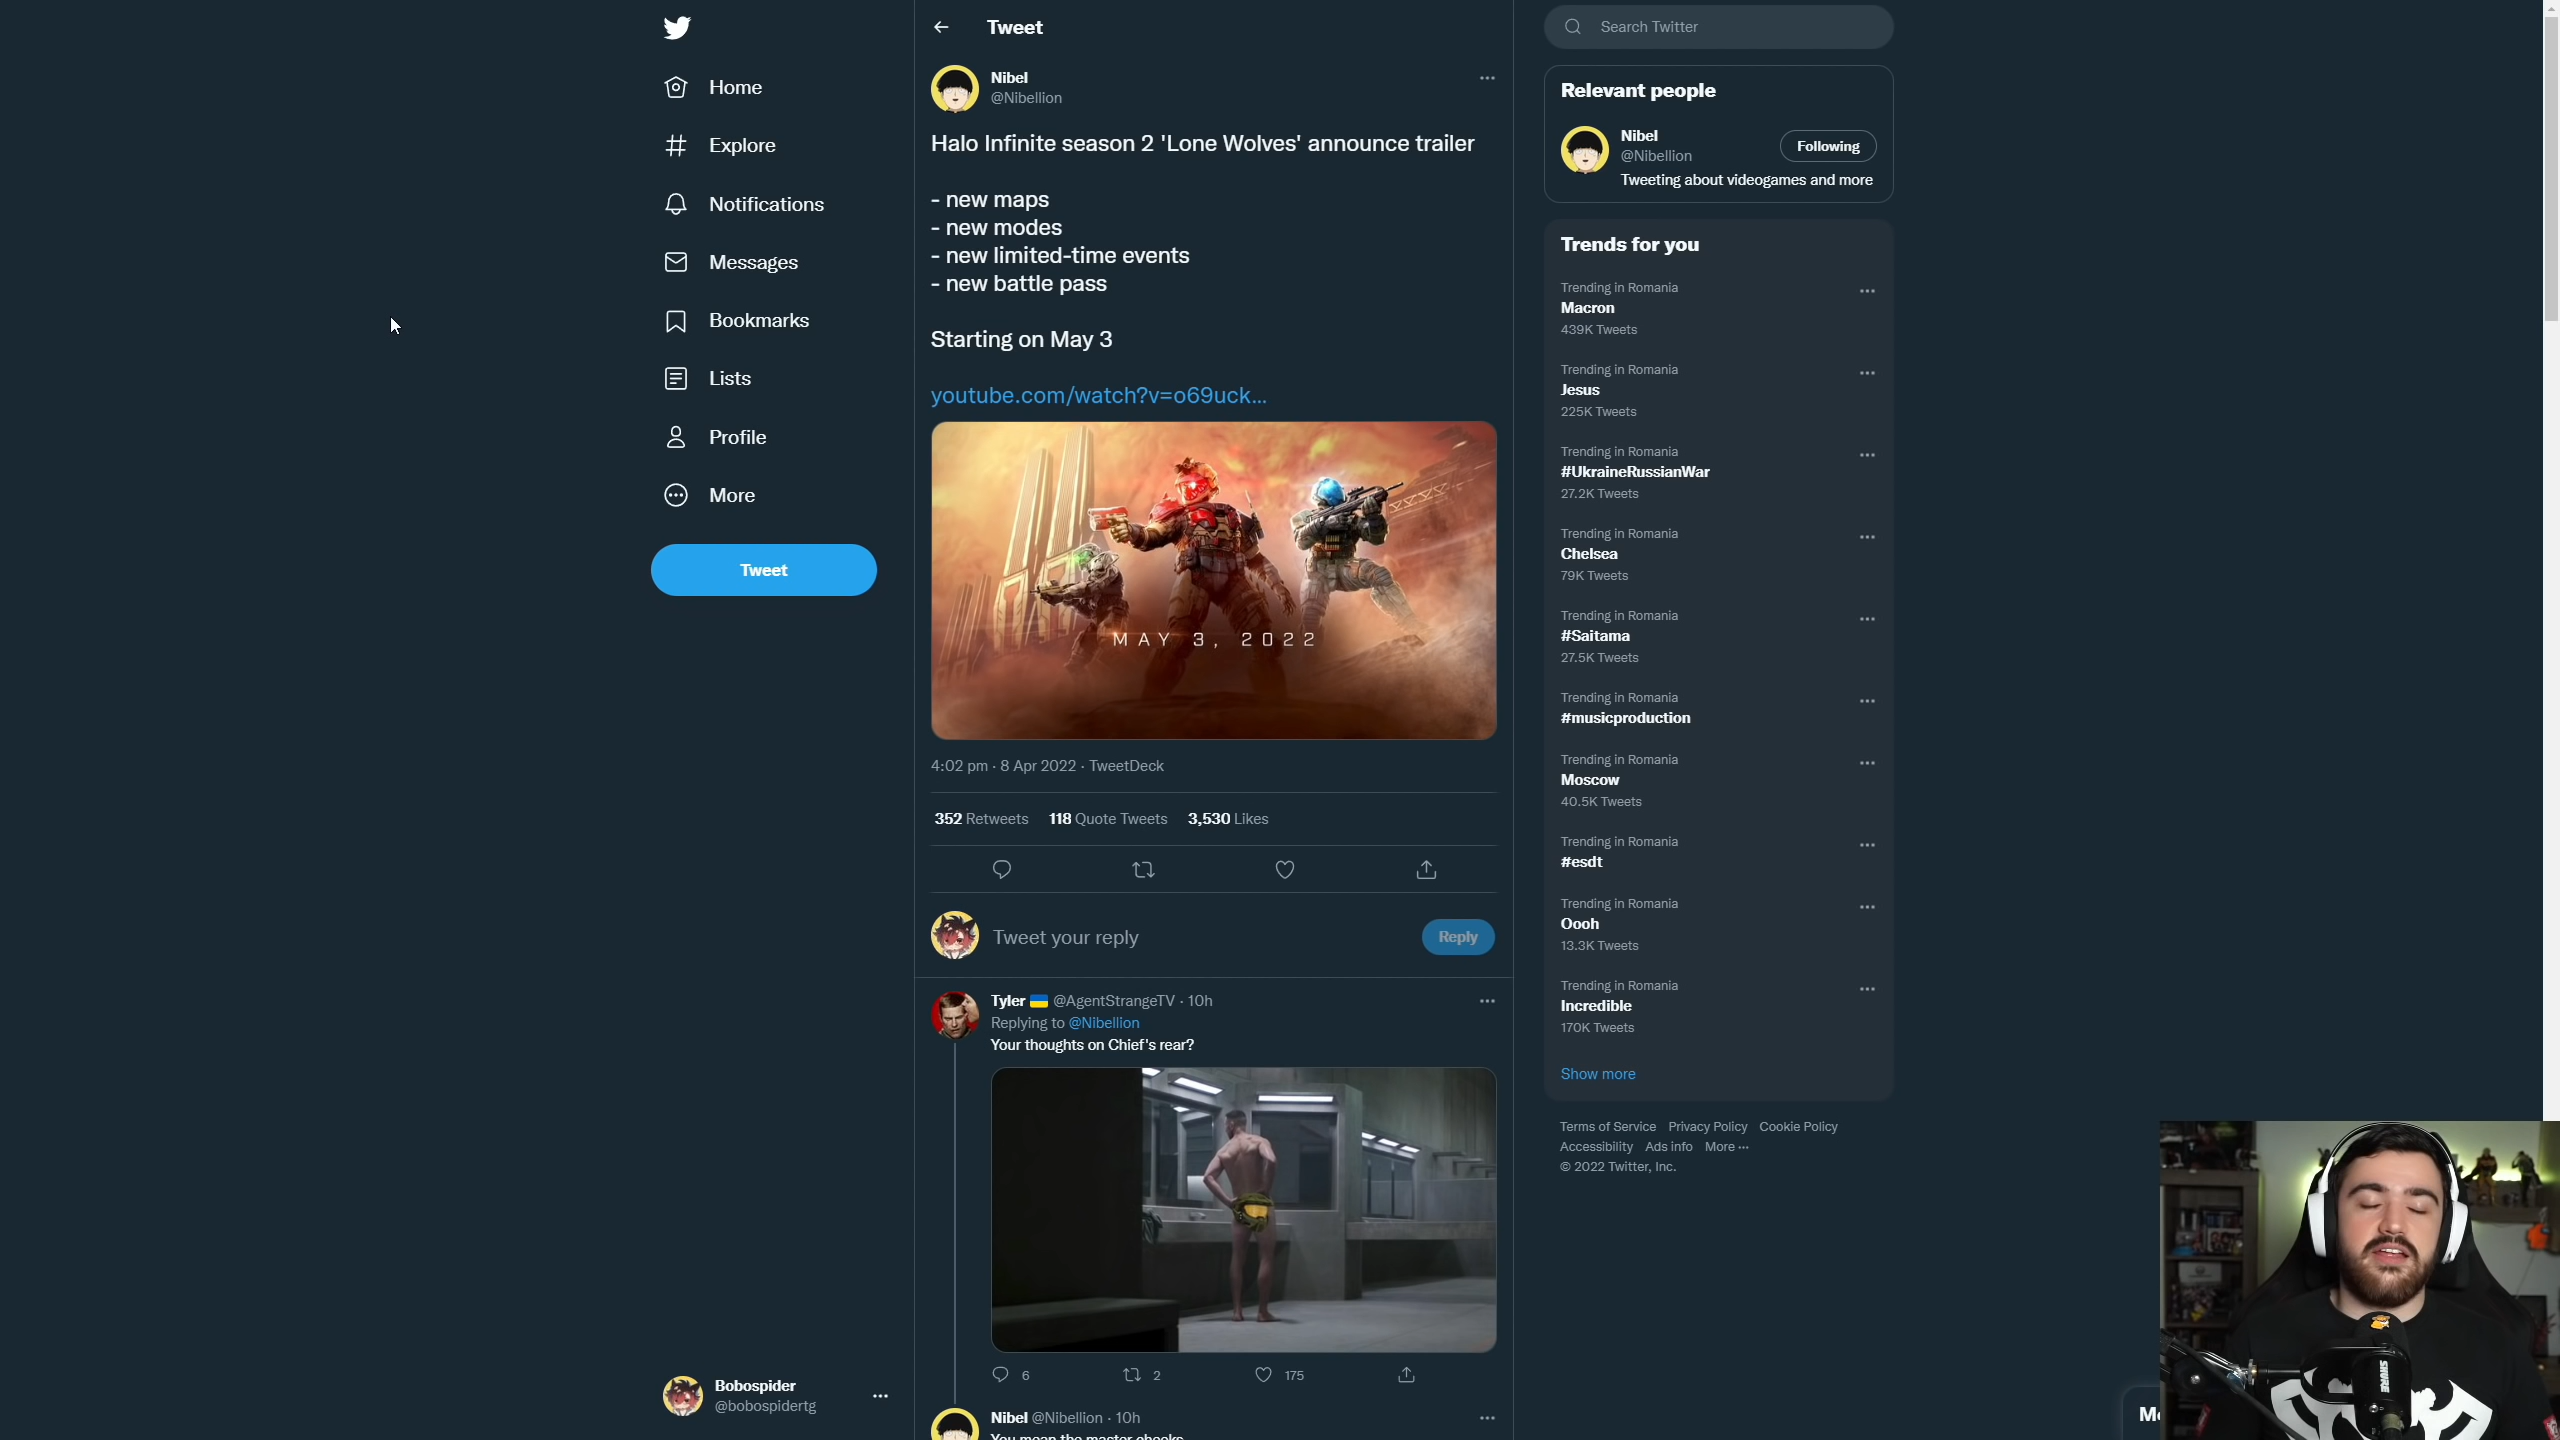 Home
Explore
Notifications
Messages
Bookmarks
Lists
Profile
More
Tweet
Bobospider
@bobospidertg
Tweet
Nibel
@Nibellion
Halo Infinite season 2 'Lone Wolves' announce trailer
- new maps
- new modes
- new limited-time events
- new battle pass
Starting on May 3
youtube.com/watch?v=o69uck...
MAY 3, 2022
4:02 pm · 8 Apr 2022 · TweetDeck
352 Retweets 118 Quote Tweets 3,530 Likes
Tweet your reply
Reply
Tyler @AgentStrangeTV · 10h
Replying to @Nibellion
Your thoughts on Chief's rear?
6 2 175
Nibel @Nibellion · 10h
You mean the master cheeks
Search Twitter
Relevant people
Nibel
@Nibellion
Following
Tweeting about videogames and more
Trends for you
Trending in Romania
Macron
439K Tweets
Trending in Romania
Jesus
225K Tweets
Trending in Romania
#UkraineRussianWar
27.2K Tweets
Trending in Romania
Chelsea
79K Tweets
Trending in Romania
#Saitama
27.5K Tweets
Trending in Romania
#musicproduction
Trending in Romania
Moscow
40.5K Tweets
Trending in Romania
#esdt
Trending in Romania
Oooh
13.3K Tweets
Trending in Romania
Incredible
170K Tweets
Show more
Terms of Service Privacy Policy Cookie Policy
Accessibility Ads info More ···
© 2022 Twitter, Inc.
SHURE